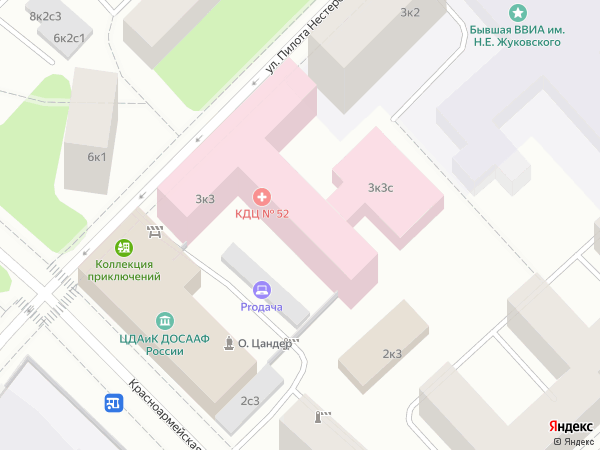 8к2с3
6к2с1
ул. Пилота Нестеро
3к2
Бывшая ВВИА им.
Н.Е. Жуковского
6к1
3к3
КДЦ № 52
3к3с
Коллекция
приключений
Proдача
ЦДАиК ДОСААФ
России
О. Цандер
2к3
2с3
Красноармейская
Яндекс
© Яндекс